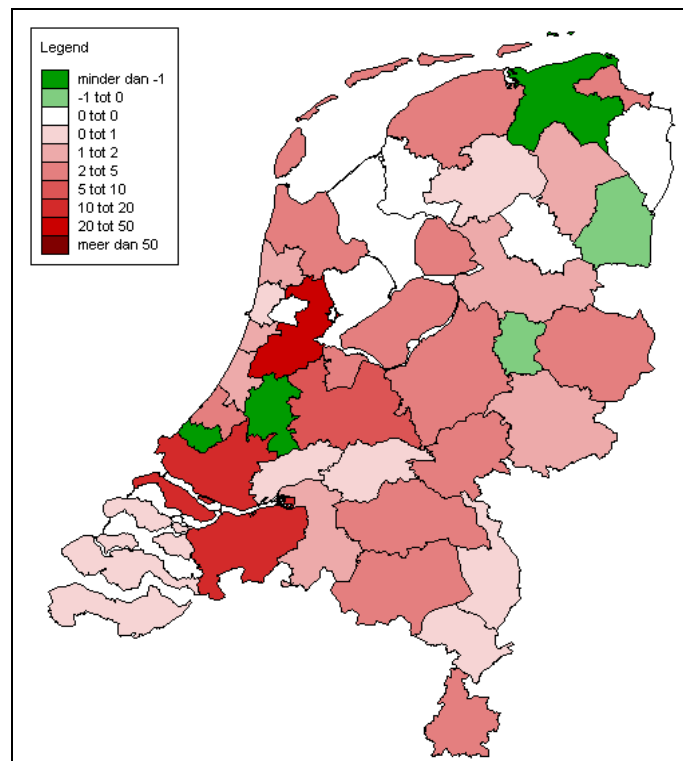 Legend
minder dan -1
-1 tot 0
0 tot 0
0 tot 1
1 tot 2
2 tot 5
5 tot 10
10 tot 20
20 tot 50
meer dan 50